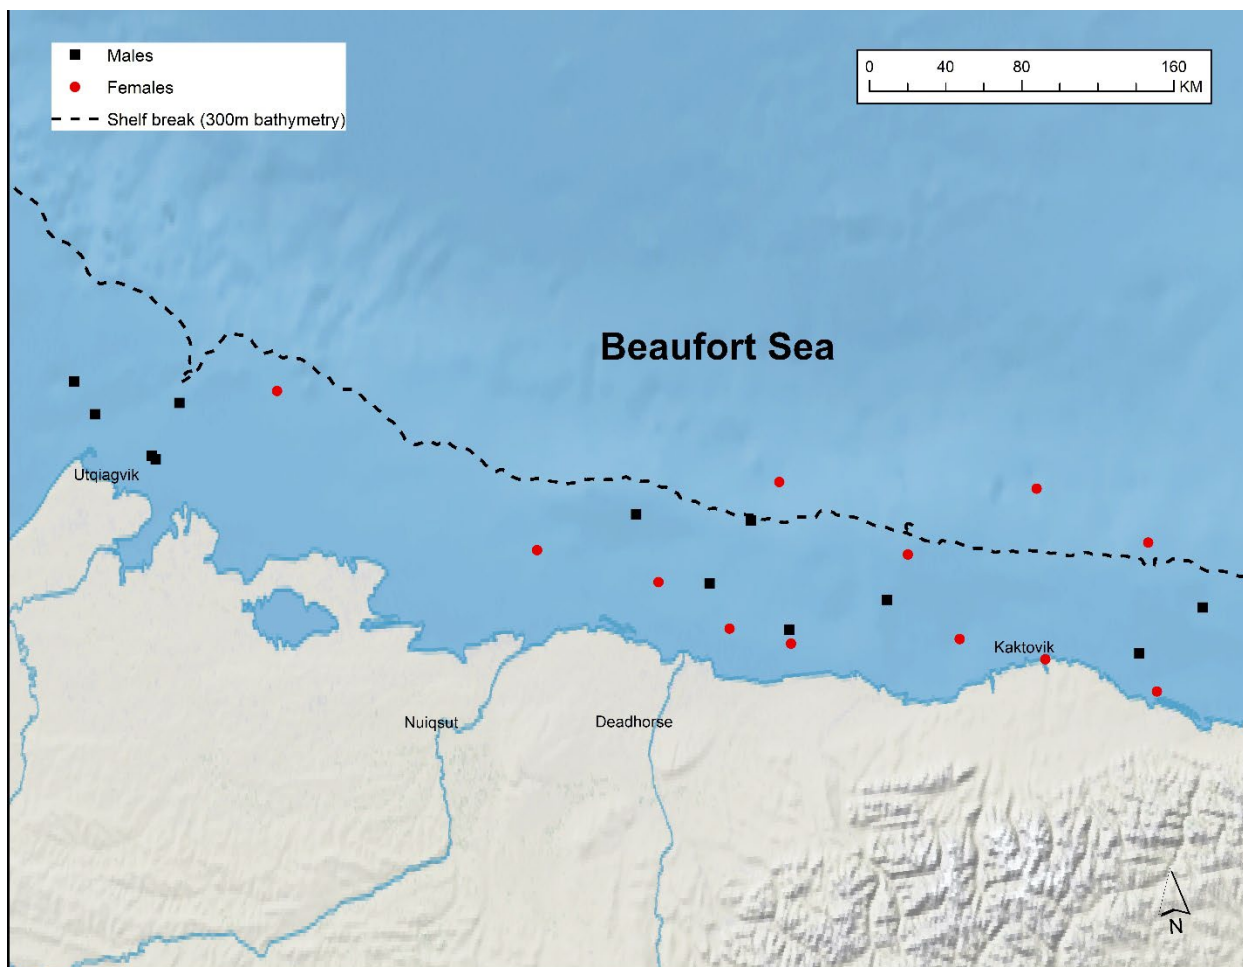 Males
Females
Shelf break (300m bathymetry)
0 40 80 160
KM
Beaufort Sea
Utqiagvik
Kaktovik
Nuiqsut
Deadhorse
N